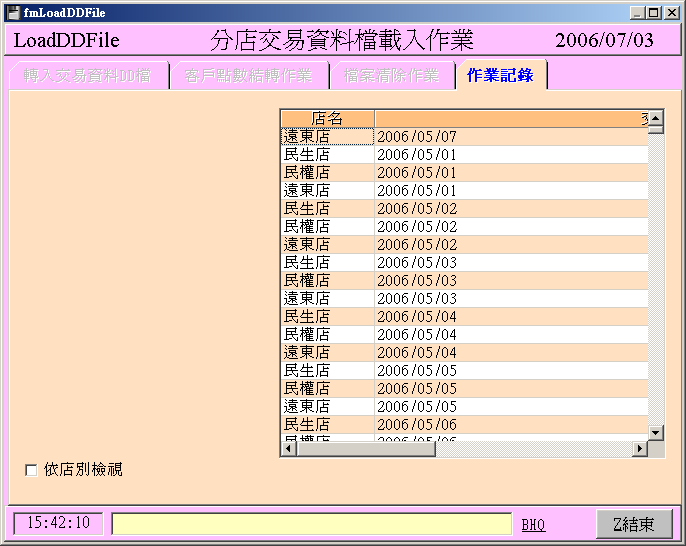 fmLoadDDFile
LoadDDFile 分店交易資料檔載入作業 2006/07/03
轉入交易資料DD檔 客戶點數結轉作業 檔案清除作業 作業記錄
店名
遠東店 2006/05/07
民生店 2006/05/01
民權店 2006/05/01
遠東店 2006/05/01
民生店 2006/05/02
民權店 2006/05/02
遠東店 2006/05/02
民生店 2006/05/03
民權店 2006/05/03
遠東店 2006/05/03
民生店 2006/05/04
民權店 2006/05/04
遠東店 2006/05/04
民生店 2006/05/05
民權店 2006/05/05
遠東店 2006/05/05
民生店 2006/05/06
民權店 2006/05/06
依店別檢視
15:42:10 BHQ Z結束